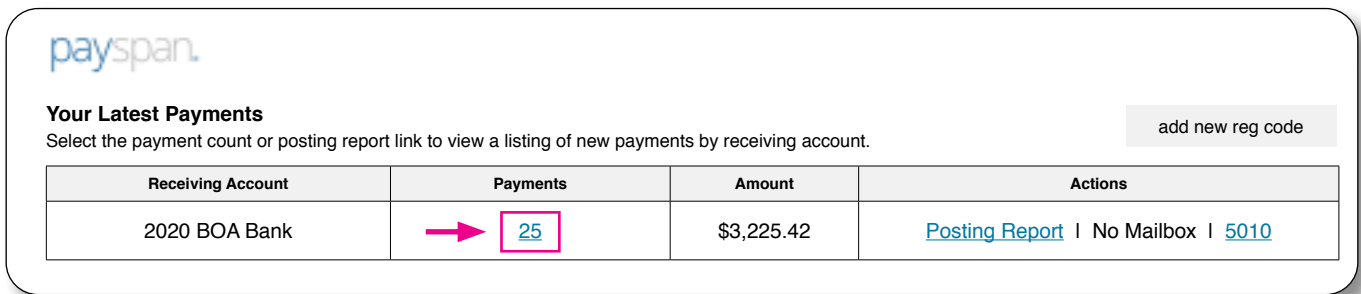 payspan.
Your Latest Payments
Select the payment count or posting report link to view a listing of new payments by receiving account.
add new reg code
Receiving Account Payments Amount Actions
2020 BOA Bank 25 $3,225.42 Posting Report | No Mailbox | 5010